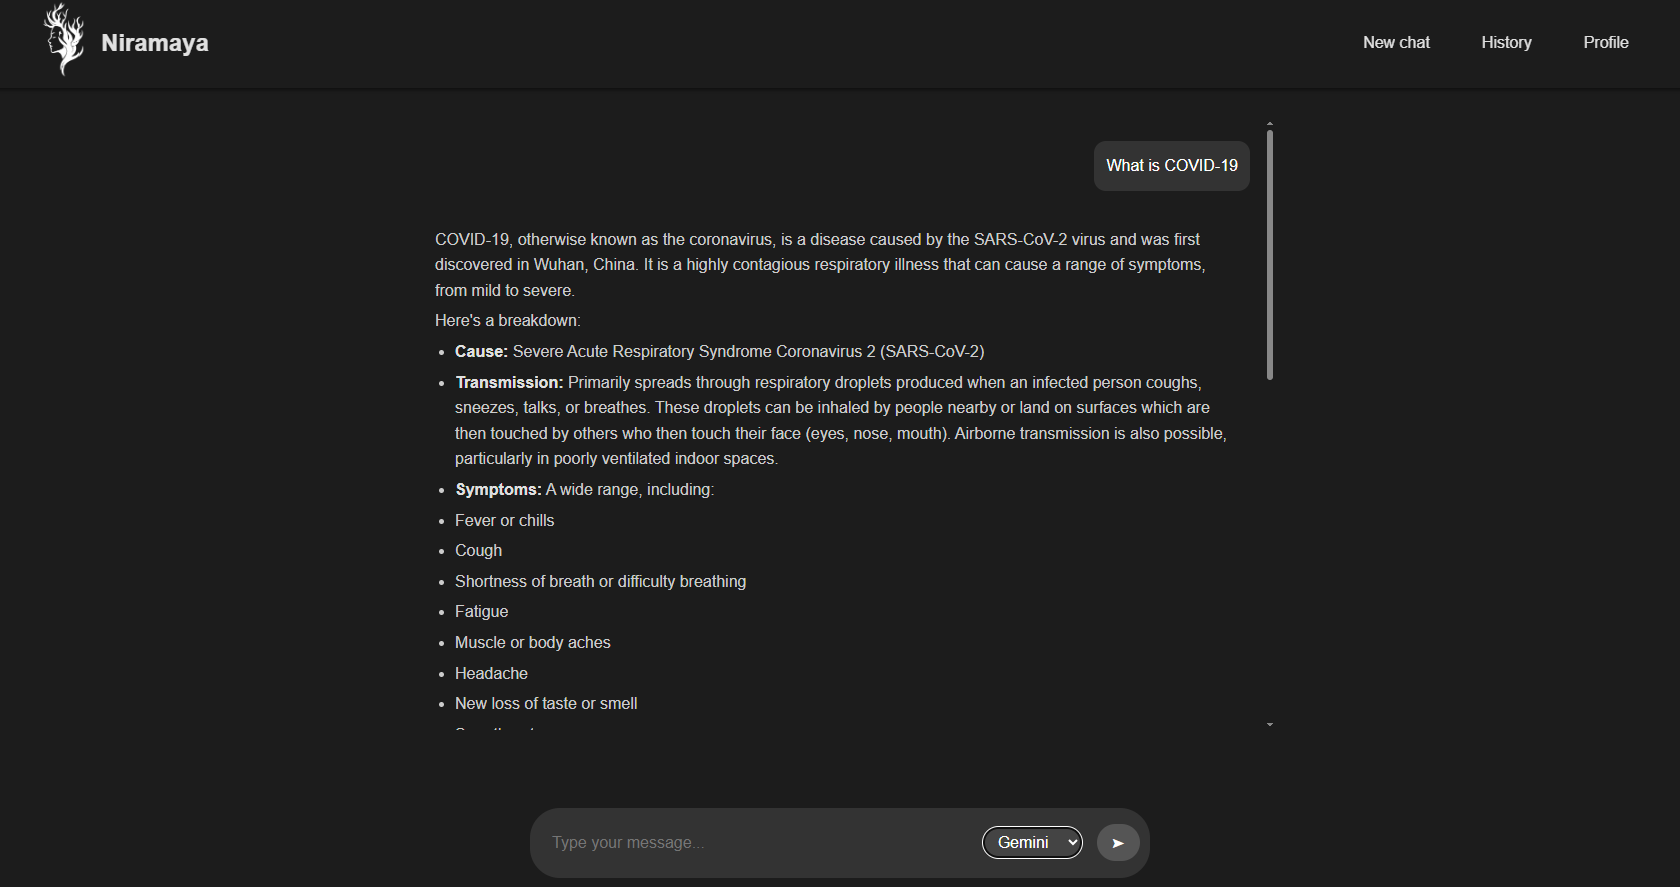 Niramaya
New chat
History
Profile
What is COVID-19
COVID-19, otherwise known as the coronavirus, is a disease caused by the SARS-CoV-2 virus and was first
discovered in Wuhan, China. It is a highly contagious respiratory illness that can cause a range of symptoms,
from mild to severe.
Here's a breakdown:
• Cause: Severe Acute Respiratory Syndrome Coronavirus 2 (SARS-CoV-2)
• Transmission: Primarily spreads through respiratory droplets produced when an infected person coughs,
sneezes, talks, or breathes. These droplets can be inhaled by people nearby or land on surfaces which are
then touched by others who then touch their face (eyes, nose, mouth). Airborne transmission is also possible,
particularly in poorly ventilated indoor spaces.
• Symptoms: A wide range, including:
• Fever or chills
• Cough
• Shortness of breath or difficulty breathing
• Fatigue
• Muscle or body aches
• Headache
• New loss of taste or smell
Type your message...
Gemini